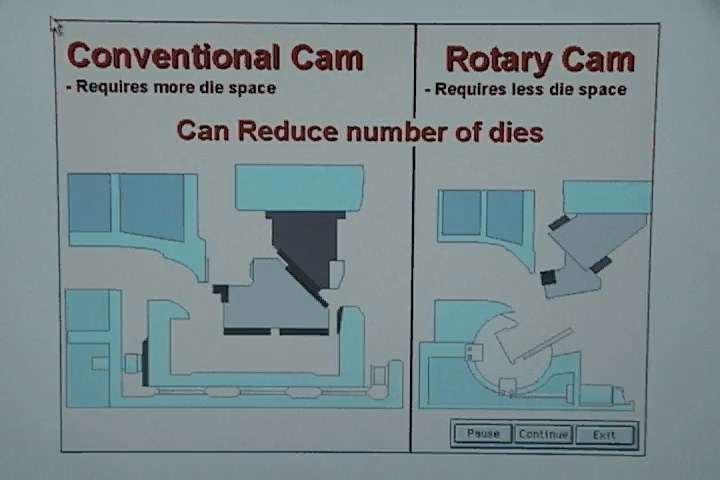 Conventional Cam
- Requires more die space
Rotary Cam
- Requires less die space
Can Reduce number of dies
Pause
Continue
Exit